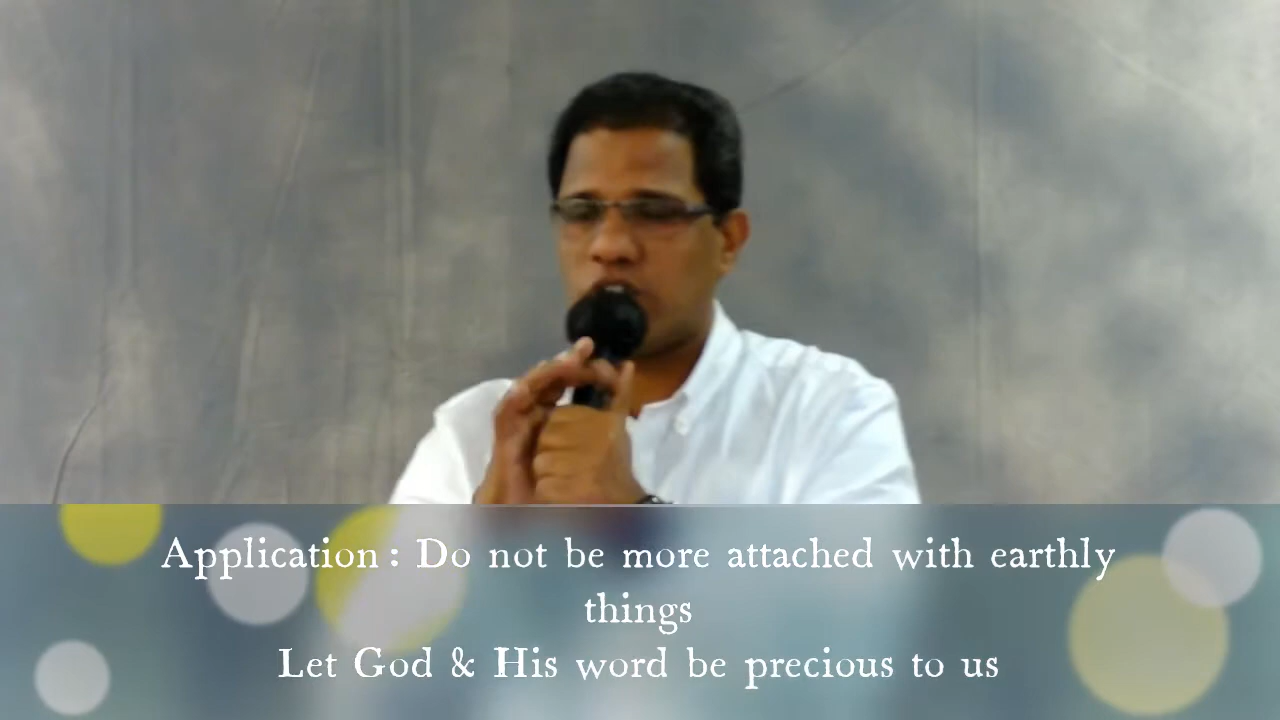 Application : Do not be more attached with earthly
things
Let God & His word be precious to us